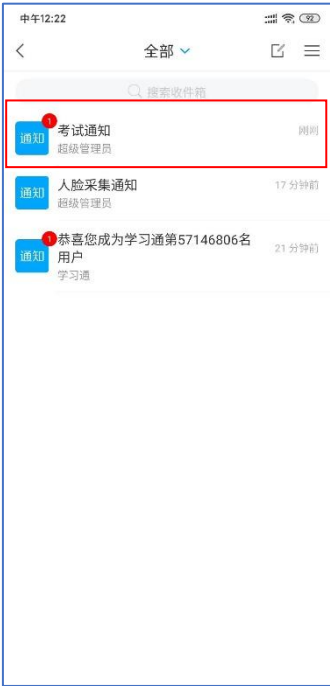 中午12:22
92
全部
搜索收件箱
1
通知
考试通知
刚刚
超级管理员
通知
人脸采集通知
17 分钟前
超级管理员
1
通知
恭喜您成为学习通第57146806名
用户
21 分钟前
学习通